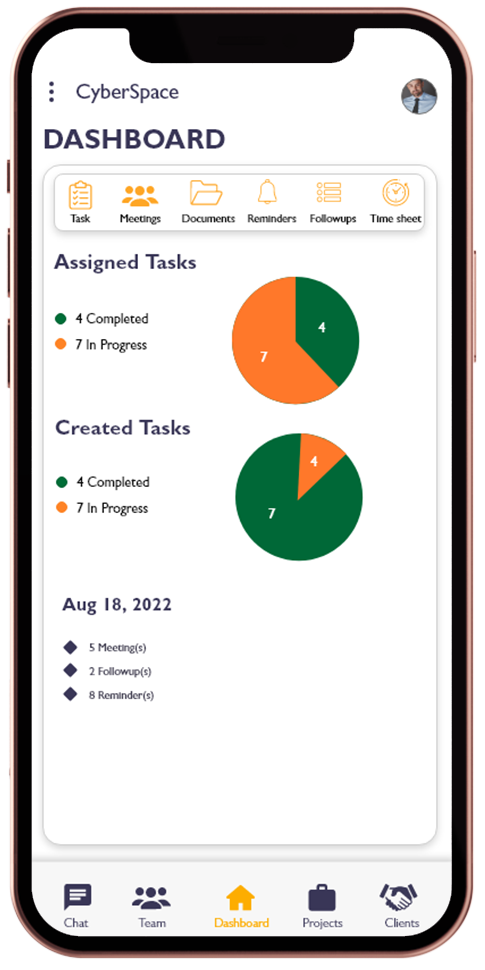 CyberSpace
DASHBOARD
Task Meetings Documents Reminders Followups Time sheet
Assigned Tasks
4 Completed
7 In Progress
4
7
Created Tasks
4 Completed
7 In Progress
4
7
Aug 18, 2022
5 Meeting(s)
2 Followup(s)
8 Reminder(s)
Chat Team Dashboard Projects Clients